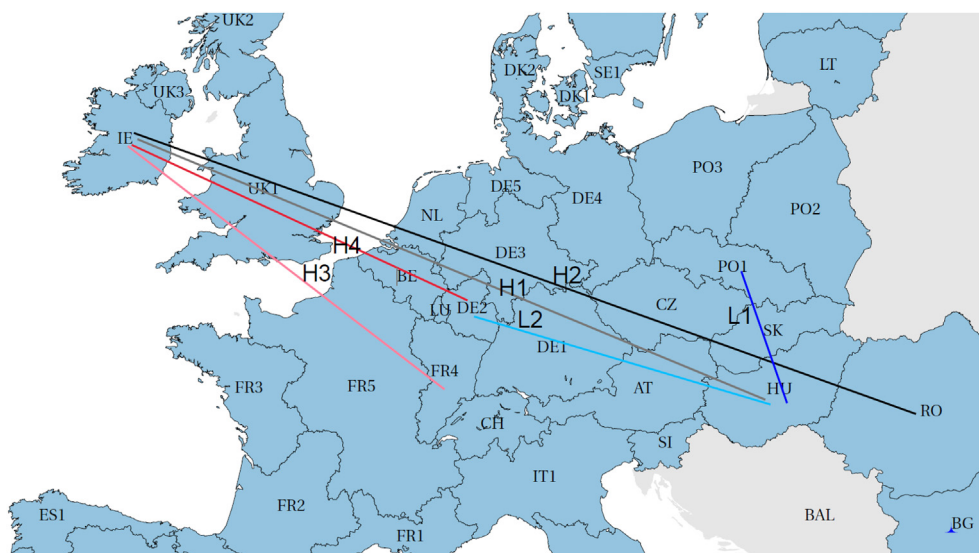 UK2
DK2
SE1
LT
UK3
DK1
IE
PO3
UK1
DE5
DE4
PO2
NL
H4
DE3
PO1
H3
BE
H2
H1
CZ
LU
DE2
L2
L1
SK
DE1
FR3
FR5
FR4
AT
HU
RO
CH
SI
IT1
FR2
ES1
BAL
BG
FR1